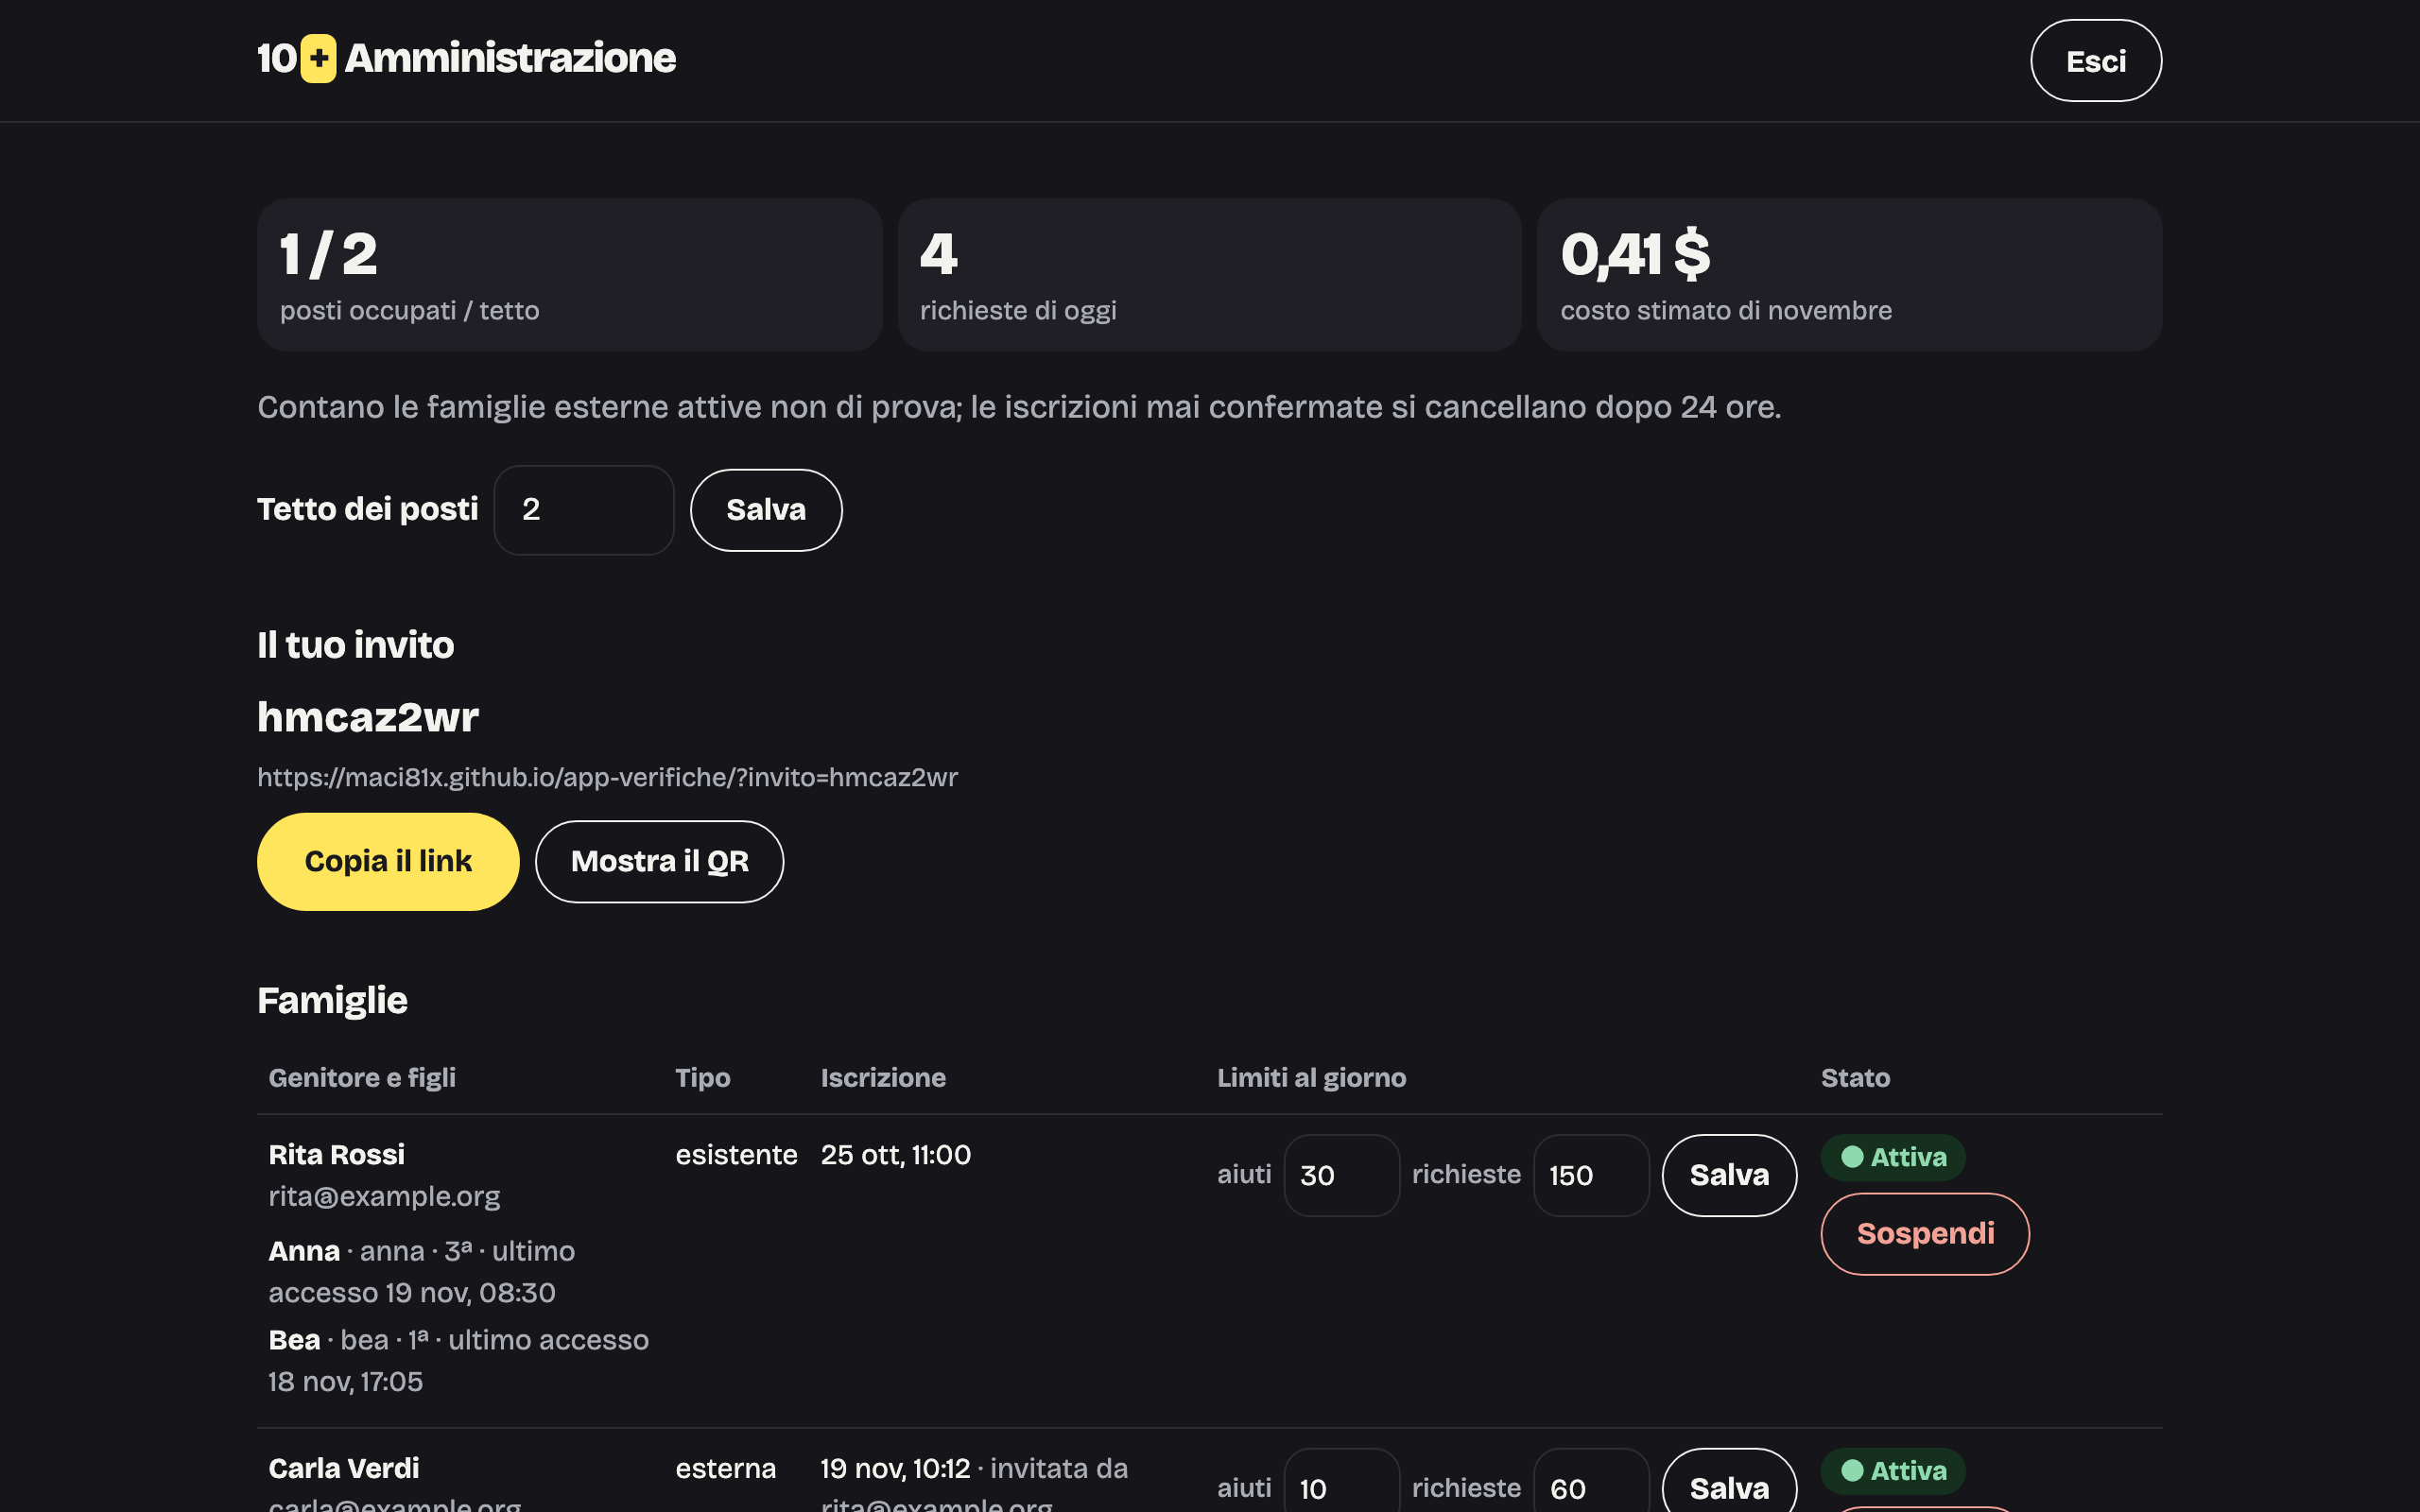 10+ Amministrazione
Esci
1 / 2
posti occupati / tetto
4
richieste di oggi
0,41 $
costo stimato di novembre
Contano le famiglie esterne attive non di prova; le iscrizioni mai confermate si cancellano dopo 24 ore.
Tetto dei posti 2 Salva
Il tuo invito
hmcaz2wr
https://maci81x.github.io/app-verifiche/?invito=hmcaz2wr
Copia il link Mostra il QR
Famiglie
Genitore e figli Tipo Iscrizione Limiti al giorno Stato
Rita Rossi esistente 25 ott, 11:00 aiuti 30 richieste 150 Salva Attiva
rita@example.org
Sospendi
Anna · anna · 3ª · ultimo
accesso 19 nov, 08:30
Bea · bea · 1ª · ultimo accesso
18 nov, 17:05
Carla Verdi esterna 19 nov, 10:12 · invitata da aiuti 10 richieste 60 Salva Attiva
carla@example.org rita@example.org